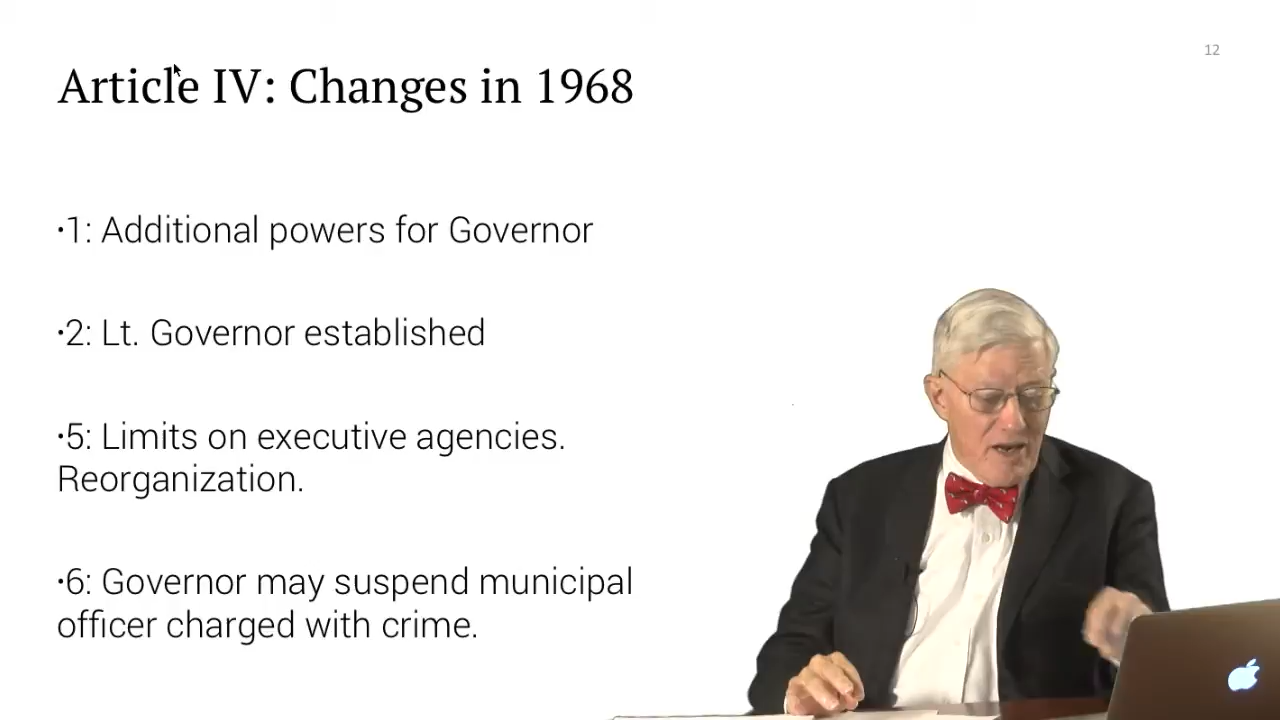 12
Article IV: Changes in 1968
•1: Additional powers for Governor
•2: Lt. Governor established
•5: Limits on executive agencies.
Reorganization.
•6: Governor may suspend municipal
officer charged with crime.